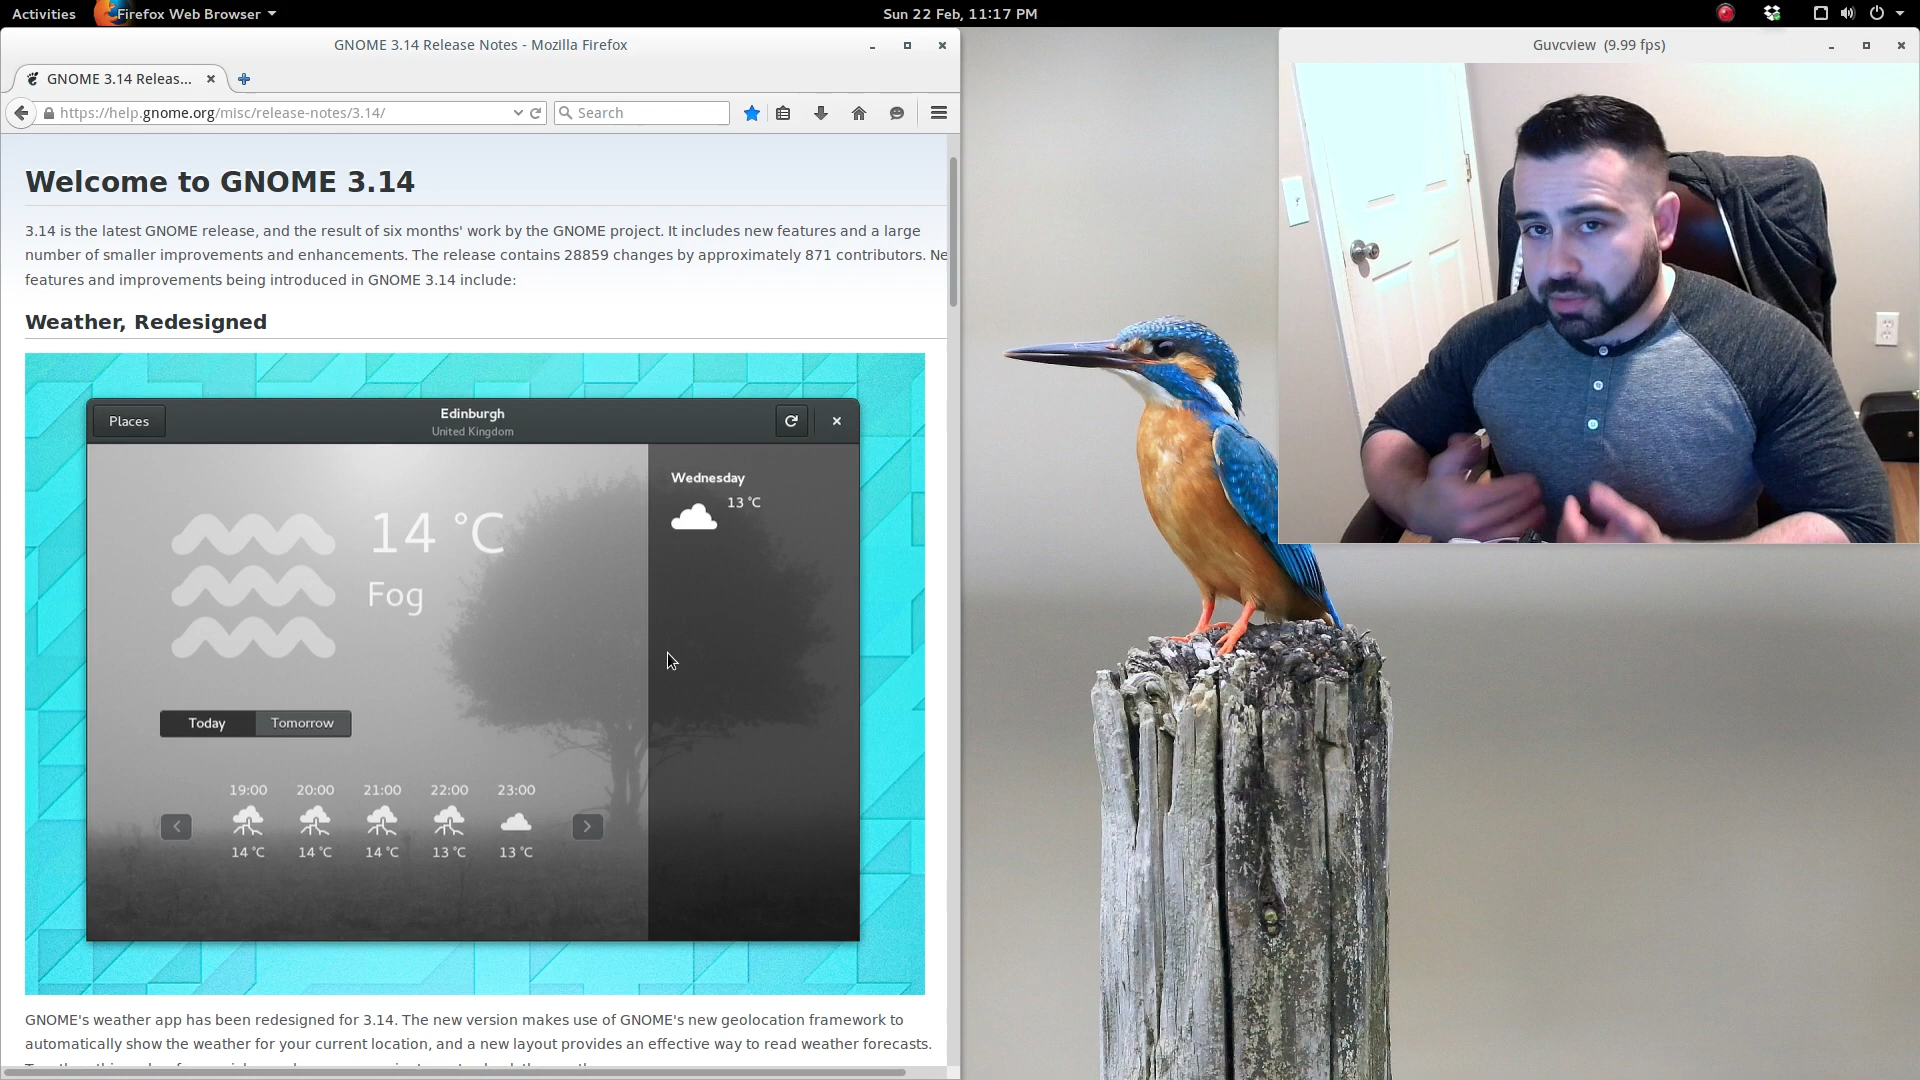 Activities
Firefox Web Browser
Sun 22 Feb, 11:17 PM
GNOME 3.14 Release Notes - Mozilla Firefox
GNOME 3.14 Releas...
https://help.gnome.org/misc/release-notes/3.14/
Search
Welcome to GNOME 3.14
3.14 is the latest GNOME release, and the result of six months' work by the GNOME project. It includes new features and a large
number of smaller improvements and enhancements. The release contains 28859 changes by approximately 871 contributors. Ne
features and improvements being introduced in GNOME 3.14 include:
Weather, Redesigned
Places
Edinburgh
United Kingdom
14 °C
Fog
Wednesday
13 °C
Today
Tomorrow
19:00 20:00 21:00 22:00 23:00
14 °C 14 °C 14 °C 13 °C 13 °C
GNOME's weather app has been redesigned for 3.14. The new version makes use of GNOME's new geolocation framework to
automatically show the weather for your current location, and a new layout provides an effective way to read weather forecasts.
Guvcview (9.99 fps)